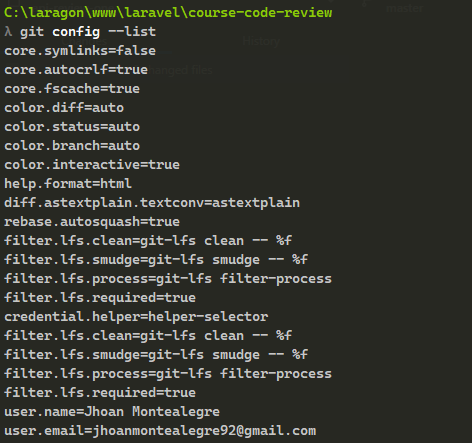 master
History
changed files
C:\laragon\www\laravel\course-code-review
λ git config --list
core.symlinks=false
core.autocrlf=true
core.fscache=true
color.diff=auto
color.status=auto
color.branch=auto
color.interactive=true
help.format=html
diff.astextplain.textconv=astextplain
rebase.autosquash=true
filter.lfs.clean=git-lfs clean -- %f
filter.lfs.smudge=git-lfs smudge -- %f
filter.lfs.process=git-lfs filter-process
filter.lfs.required=true
credential.helper=helper-selector
filter.lfs.clean=git-lfs clean -- %f
filter.lfs.smudge=git-lfs smudge -- %f
filter.lfs.process=git-lfs filter-process
filter.lfs.required=true
user.name=Jhoan Montealegre
user.email=jhoanmontealegre92@gmail.com